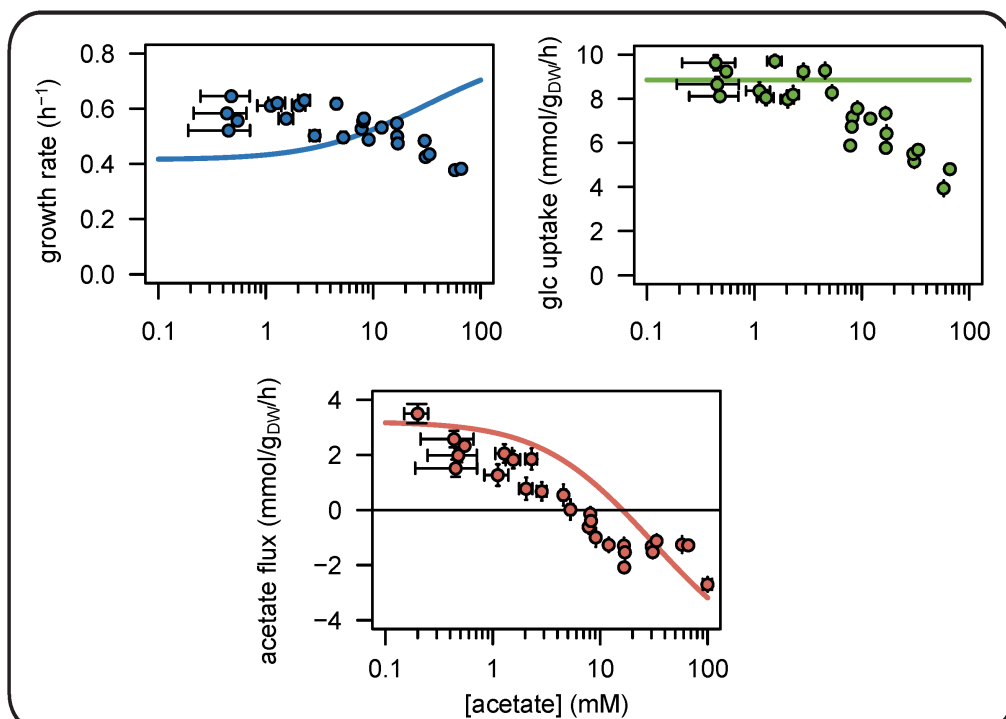 growth rate (h⁻¹)
0.8
0.6
0.4
0.2
0.0
0.1 1 10 100
glc uptake (mmol/gDW/h)
10
8
6
4
2
0
0.1 1 10 100
acetate flux (mmol/gDW/h)
4
2
0
−2
−4
0.1 1 10 100
[acetate] (mM)